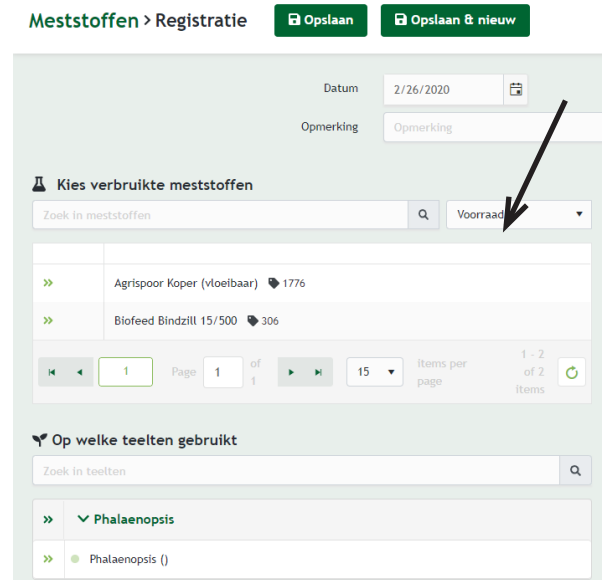 Meststoffen > Registratie Opslaan Opslaan & nieuw
Datum 2/26/2020
Opmerking Opmerking
Kies verbruikte meststoffen
Zoek in meststoffen Voorraad
Agrispoor Koper (vloeibaar) 1776
Biofeed Bindzill 15/500 306
1 Page 1 of 1 15 items per page 1 - 2 of 2 items
Op welke teelten gebruikt
Zoek in teelten
Phalaenopsis
Phalaenopsis ()